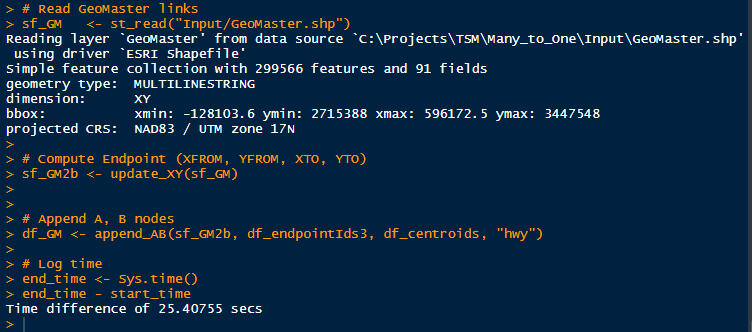 > # Read GeoMaster links
> sf_GM   <- st_read("Input/GeoMaster.shp")
Reading layer `GeoMaster' from data source `C:\Projects\TSM\Many_to_One\Input\GeoMaster.shp'
 using driver `ESRI Shapefile'
Simple feature collection with 299566 features and 91 fields
geometry type:  MULTILINESTRING
dimension:      XY
bbox:           xmin: -128103.6 ymin: 2715388 xmax: 596172.5 ymax: 3447548
projected CRS:  NAD83 / UTM zone 17N
>
> # Compute Endpoint (XFROM, YFROM, XTO, YTO)
> sf_GM2b <- update_XY(sf_GM)
>
>
> # Append A, B nodes
> df_GM <- append_AB(sf_GM2b, df_endpointIds3, df_centroids, "hwy")
>
> # Log time
> end_time <- Sys.time()
> end_time - start_time
Time difference of 25.40755 secs
>